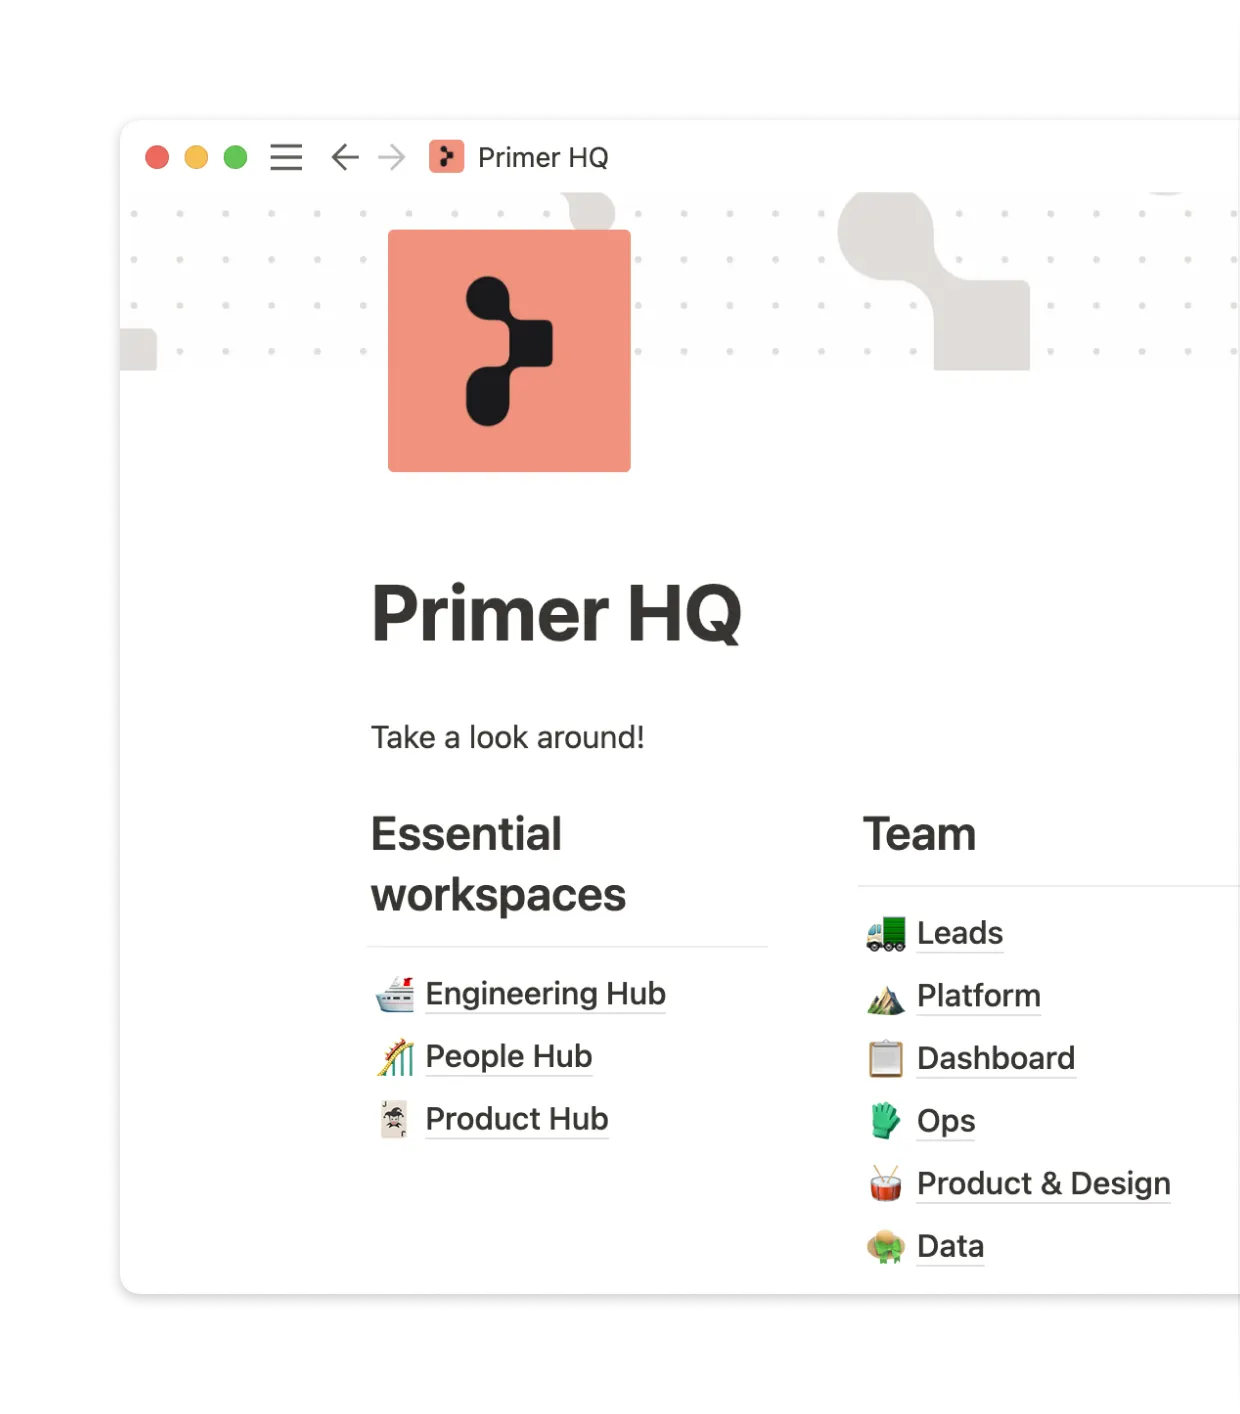 Primer HQ
Primer HQ
Take a look around!
Essential
workspaces
Engineering Hub
People Hub
Product Hub
Team
Leads
Platform
Dashboard
Ops
Product & Design
Data